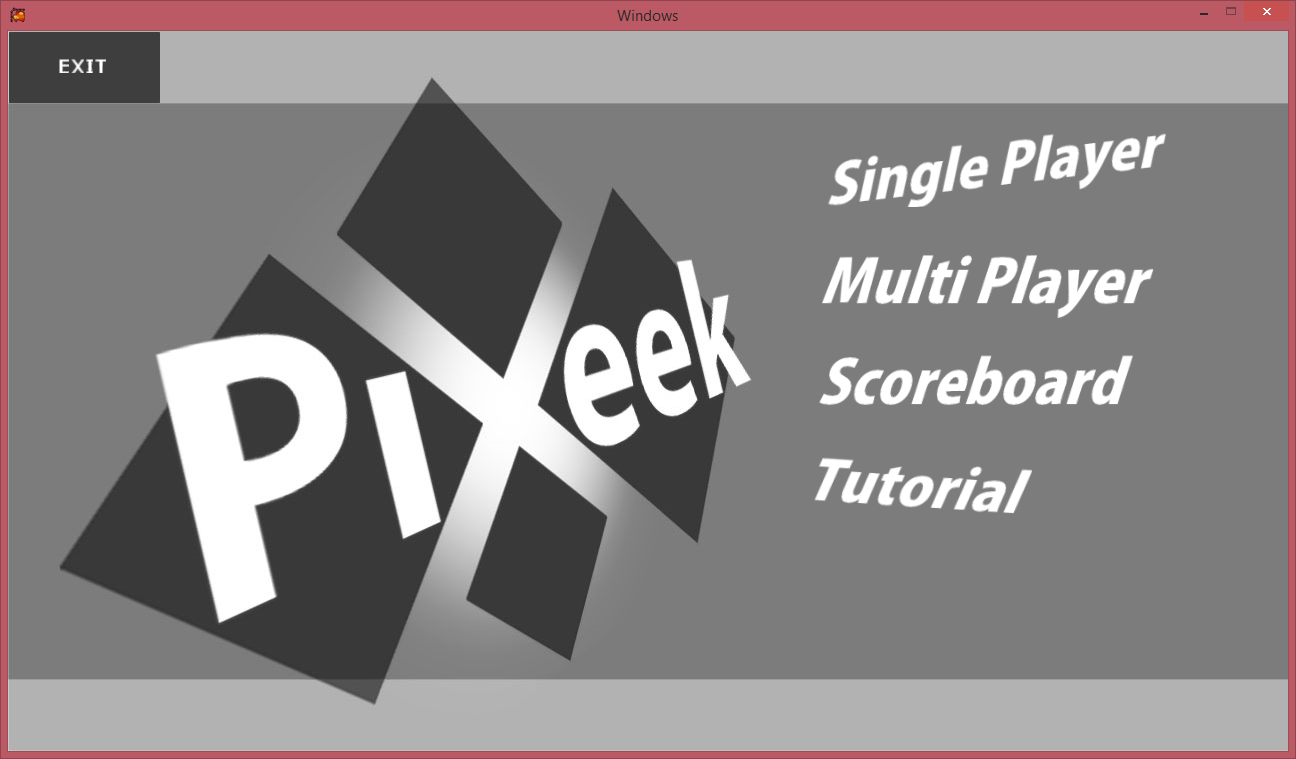 Windows
EXIT
PiXeek
Single Player
Multi Player
Scoreboard
Tutorial